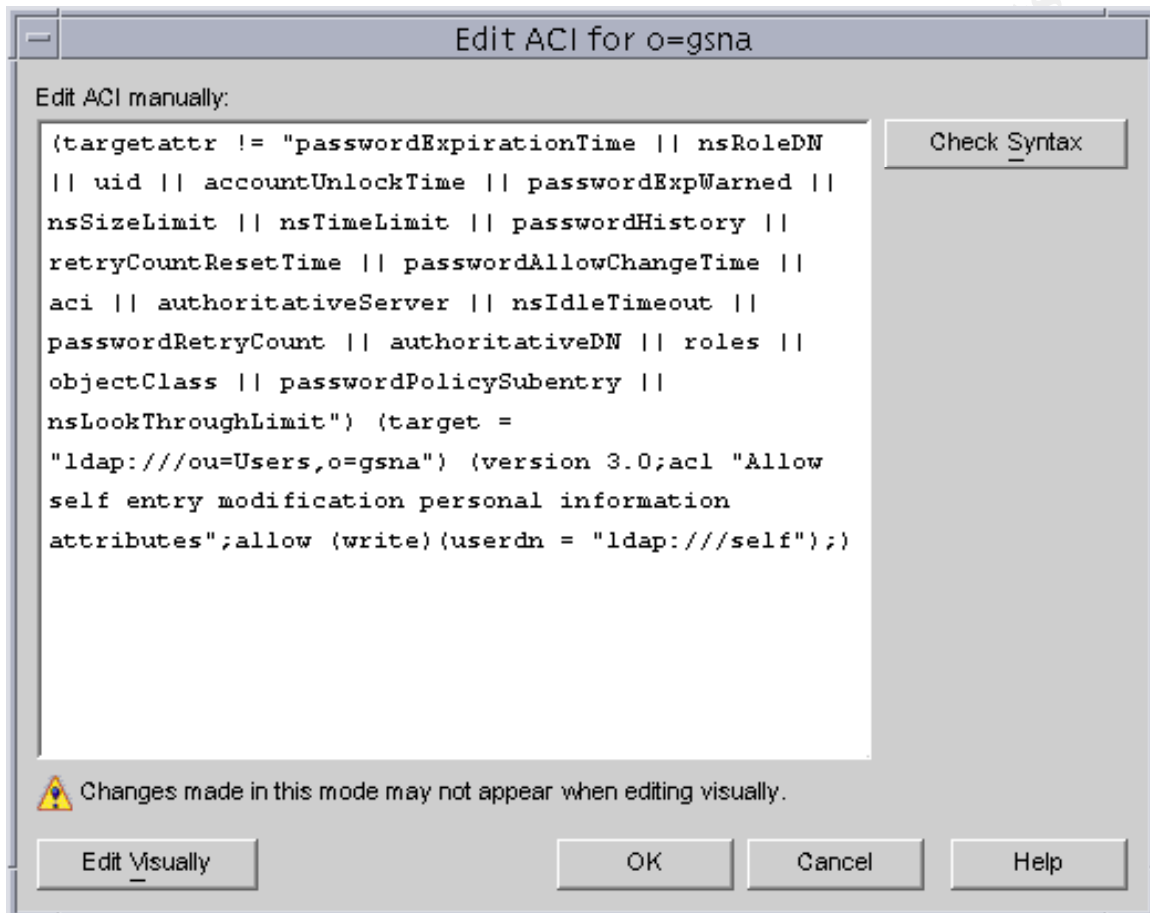 Edit ACI for o=gsna
Edit ACI manually:
(targetattr != "passwordExpirationTime || nsRoleDN
|| uid || accountUnlockTime || passwordExpWarned ||
nsSizeLimit || nsTimeLimit || passwordHistory ||
retryCountResetTime || passwordAllowChangeTime ||
aci || authoritativeServer || nsIdleTimeout ||
passwordRetryCount || authoritativeDN || roles ||
objectClass || passwordPolicySubentry ||
nsLookThroughLimit") (target =
"ldap:///ou=Users,o=gsna") (version 3.0;acl "Allow
self entry modification personal information
attributes";allow (write)(userdn = "ldap:///self");)
Check Syntax
Changes made in this mode may not appear when editing visually.
Edit Visually
OK
Cancel
Help